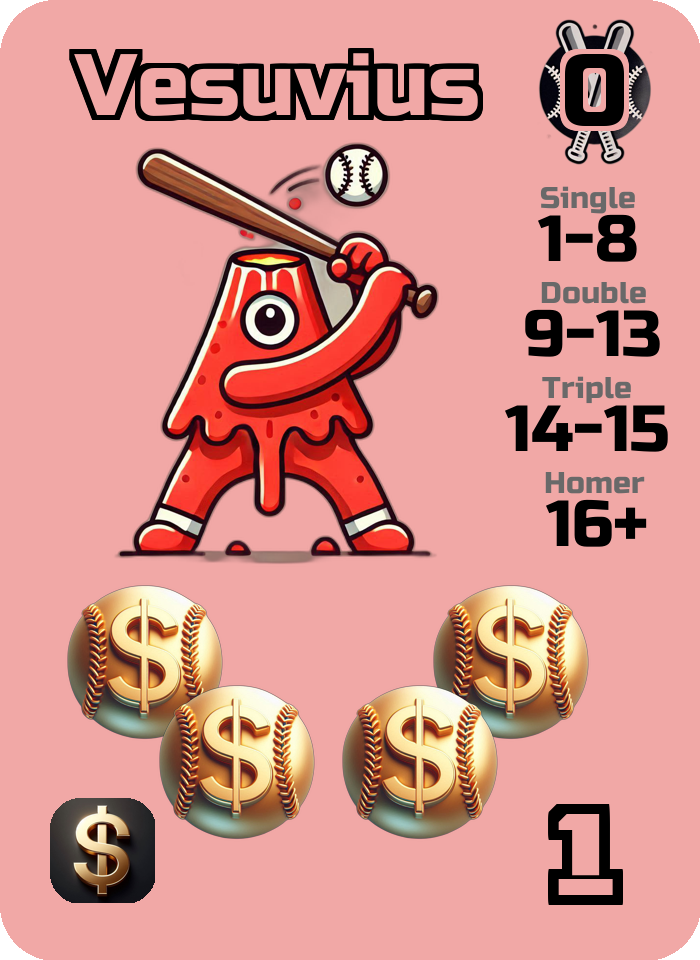 Vesuvius
0
Single
1-8
Double
9-13
Triple
14-15
Homer
16+
$ $
$ $
$
1